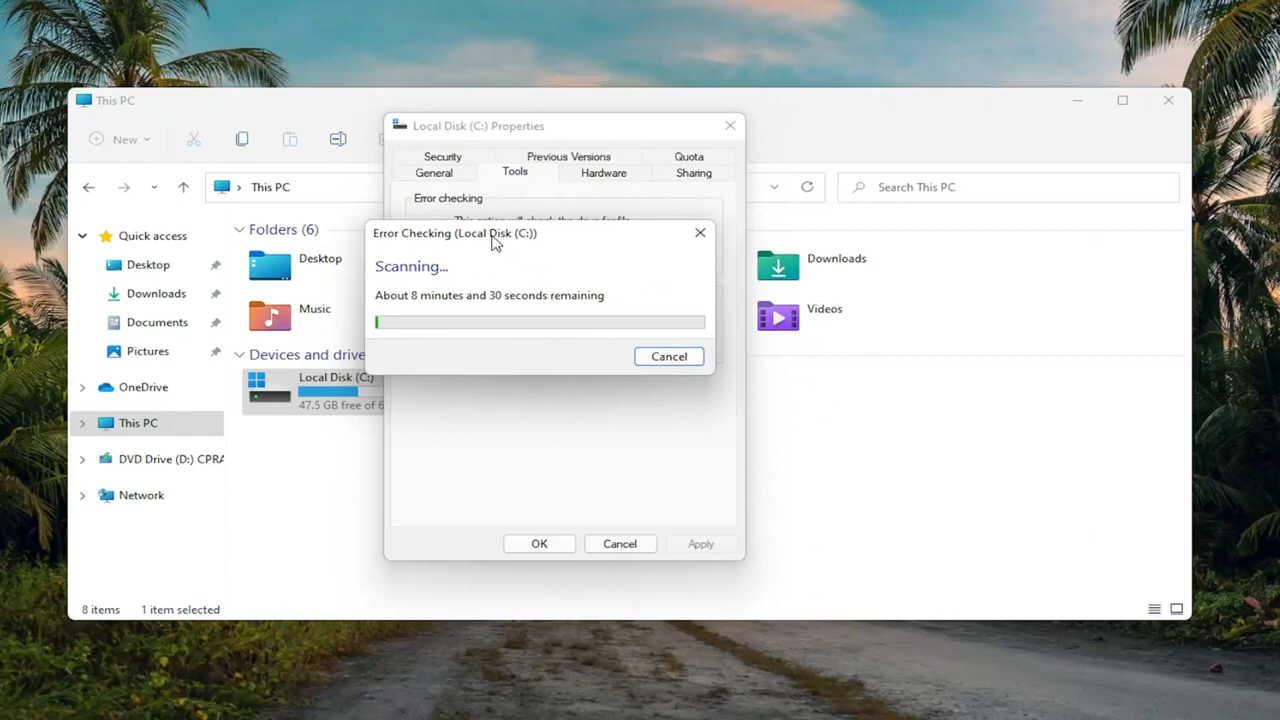 This PC
New
Local Disk (C:) Properties
Security
Previous Versions
Quota
General
Tools
Hardware
Sharing
This PC
Search This PC
Error checking
Quick access
Folders (6)
Error Checking (Local Disk (C:))
Desktop
Downloads
Scanning...
Desktop
Downloads
About 8 minutes and 30 seconds remaining
Documents
Music
Videos
Pictures
Devices and drive
Cancel
OneDrive
Local Disk (C:)
47.5 GB free of 6
This PC
DVD Drive (D:) CPRA
Network
OK
Cancel
Apply
8 items
1 item selected